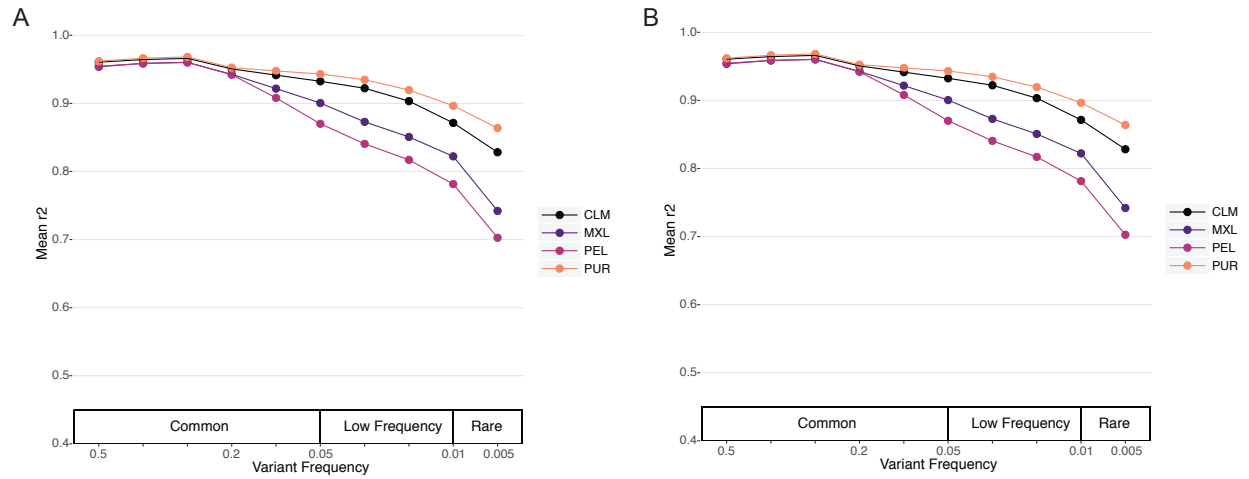 A
1.0
0.9
0.8
0.7
0.6
0.5
0.4
Mean r2
Common
Low Frequency
Rare
0.5
0.2
0.05
0.01
0.005
Variant Frequency
CLM
MXL
PEL
PUR
B
1.0
0.9
0.8
0.7
0.6
0.5
0.4
Mean r2
Common
Low Frequency
Rare
0.5
0.2
0.05
0.01
0.005
Variant Frequency
CLM
MXL
PEL
PUR